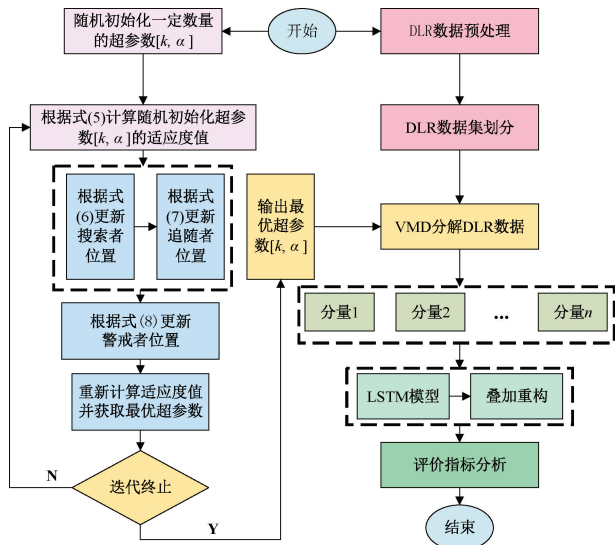 随机初始化一定数量
的超参数[k, α]
开始
DLR数据预处理
根据式(5)计算随机初始化超参
数[k, α]的适应度值
DLR数据集划分
根据式
(6)更新
搜索者
位置
根据式
(7)更新
追随者
位置
输出最
优超参
数[k, α]
VMD分解DLR数据
分量1
分量2
...
分量n
根据式(8)更新
警戒者位置
重新计算适应度值
并获取最优超参数
LSTM模型
叠加重构
N
迭代终止
Y
评价指标分析
结束